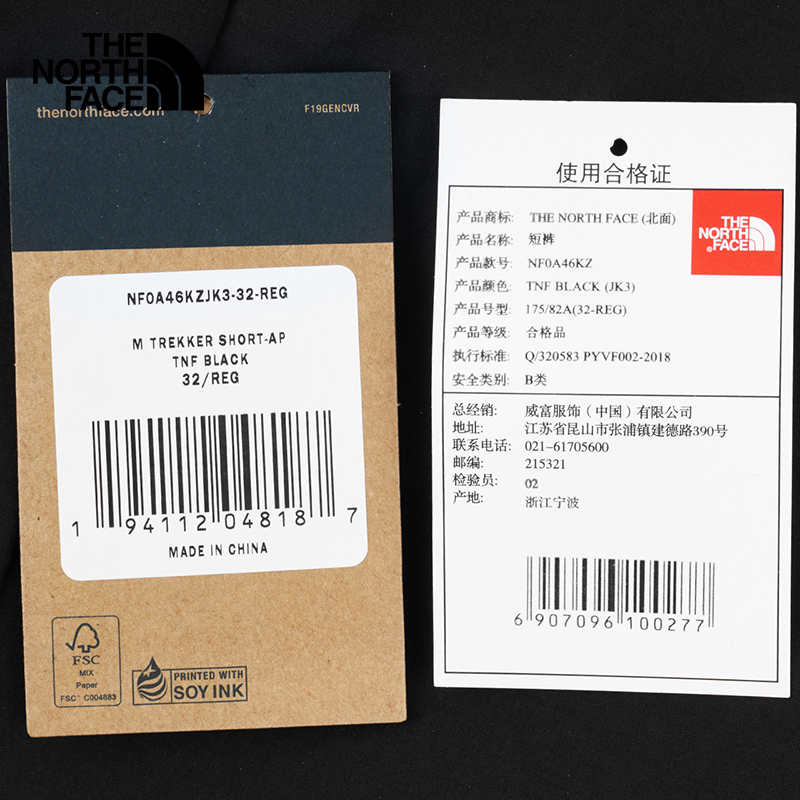 THE
NORTH
FACE
thenorthface.com
F19GENCVR
NF0A46KZJK3-32-REG
M TREKKER SHORT-AP
TNF BLACK
32/REG
1 94112 04818 7
MADE IN CHINA
FSC
MIX
Paper
FSC® C004883
PRINTED WITH
SOY INK
使用合格证
THE
NORTH
FACE
产品商标: THE NORTH FACE (北面)
产品名称: 短裤
产品款号: NF0A46KZ
产品颜色: TNF BLACK (JK3)
产品号型: 175/82A(32-REG)
产品等级: 合格品
执行标准: Q/320583 PYVF002-2018
安全类别: B类
总经销: 威富服饰（中国）有限公司
地址: 江苏省昆山市张浦镇建德路390号
联系电话: 021-61705600
邮编: 215321
检验员: 02
产地: 浙江宁波
6 907096 100277